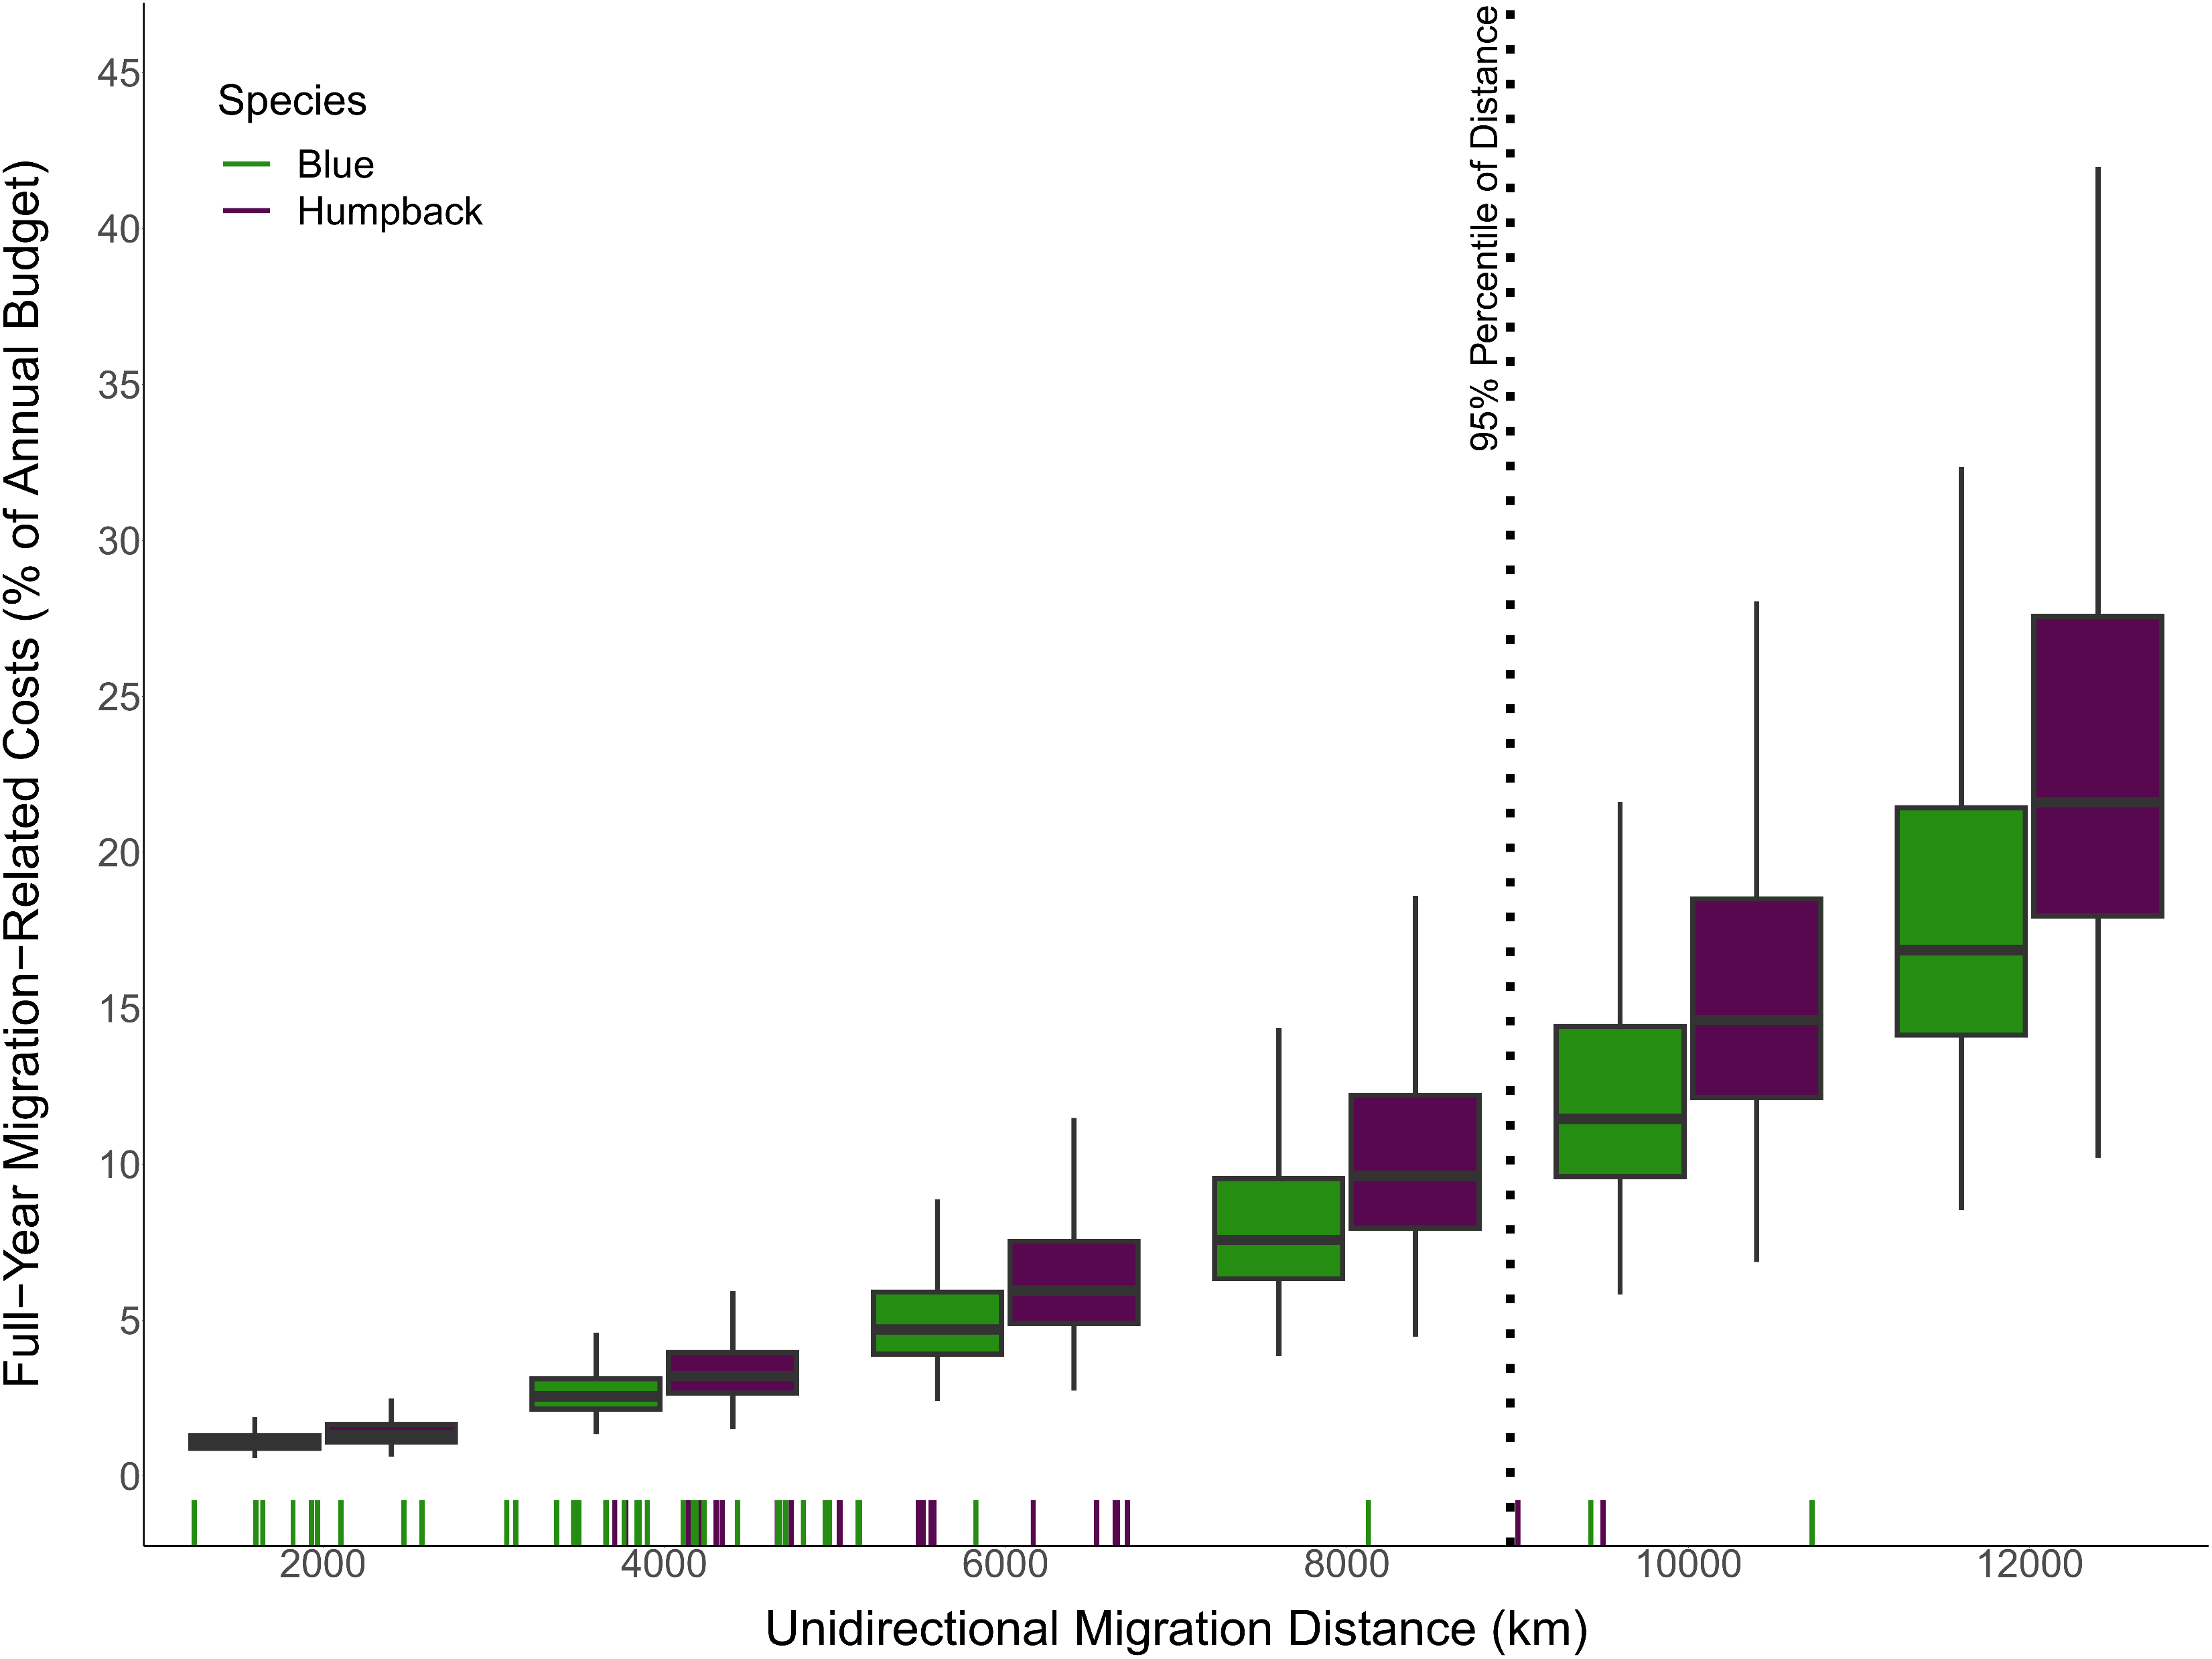 Full−Year Migration−Related Costs (% of Annual Budget)
45
40
35
30
25
20
15
10
5
0
Species
Blue
Humpback
95% Percentile of Distance
2000
4000
6000
8000
10000
12000
Unidirectional Migration Distance (km)